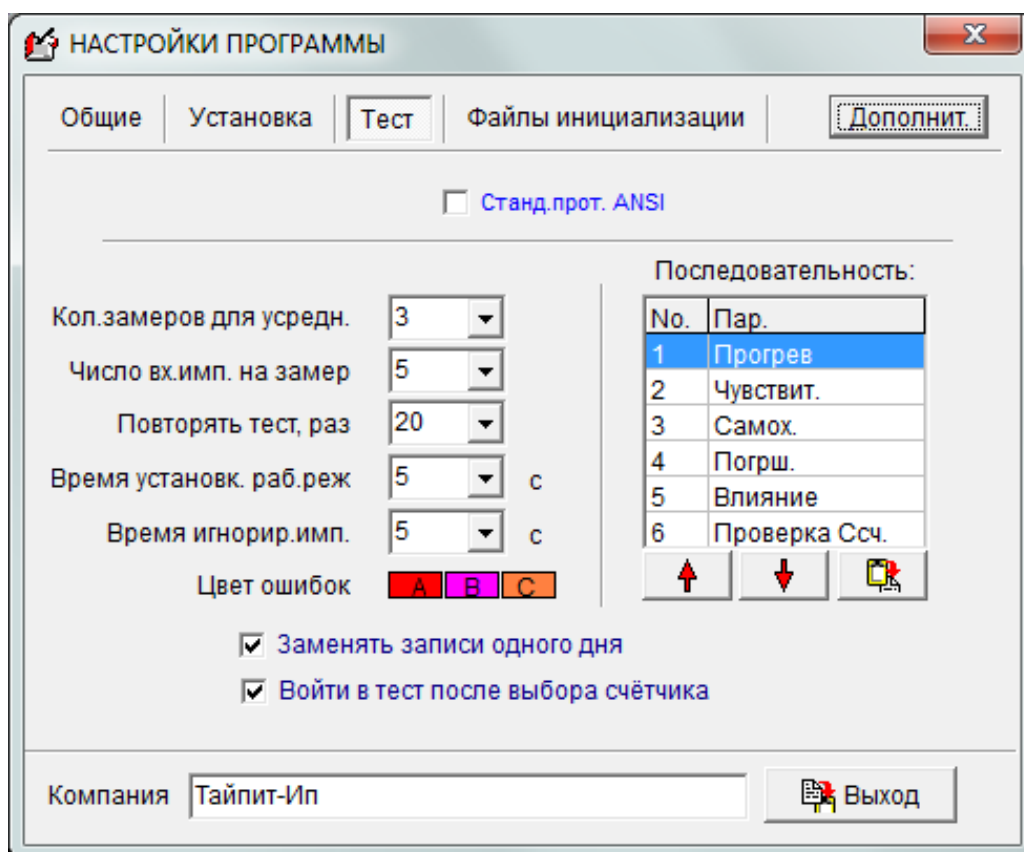 НАСТРОЙКИ ПРОГРАММЫ
Общие Установка Тест Файлы инициализации Дополнит.
Станд.прот. ANSI
Последовательность:
Кол.замеров для усредн. 3
Число вх.имп. на замер 5
Повторять тест, раз 20
Время установк. раб.реж 5 с
Время игнорир.имп. 5 с
Цвет ошибок A B C
No. Пар.
1 Прогрев
2 Чувствит.
3 Самох.
4 Погрш.
5 Влияние
6 Проверка Ссч.
Заменять записи одного дня
Войти в тест после выбора счётчика
Компания Тайпит-Ип Выход